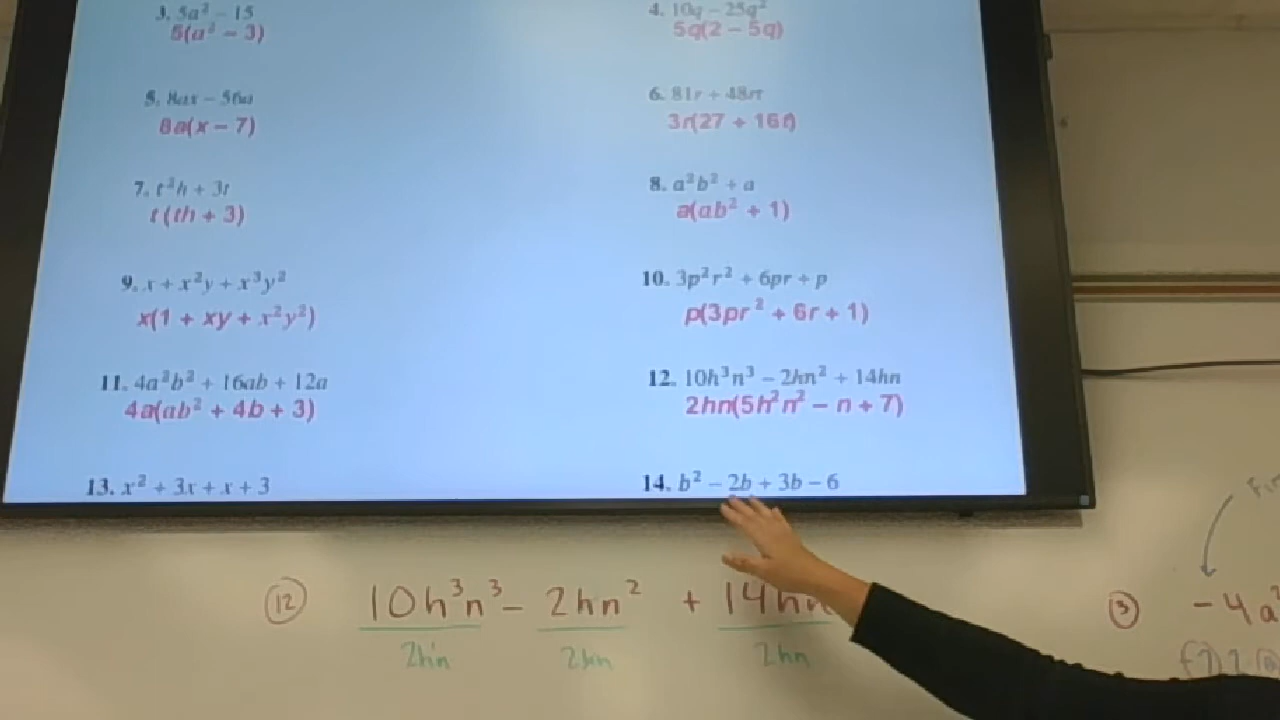 3. 5a² − 15
5(a² − 3)
4. 10q − 25q²
5q(2 − 5q)
5. 8ax − 56a
8a(x − 7)
6. 81r + 48rt
3r(27 + 16t)
7. t²h + 3t
t(th + 3)
8. a²b² + a
a(ab² + 1)
9. x + x²y + x³y²
x(1 + xy + x²y²)
10. 3p²r² + 6pr + p
p(3pr² + 6r + 1)
11. 4a²b² + 16ab + 12a
4a(ab² + 4b + 3)
12. 10h³n³ − 2hn² + 14hn
2hn(5h²n² − n + 7)
13. x² + 3x + x + 3
14. b² − 2b + 3b − 6
⑫ 10h³n³ − 2hn² + 14hn
2hn 2hn 2hn
③ −4a²